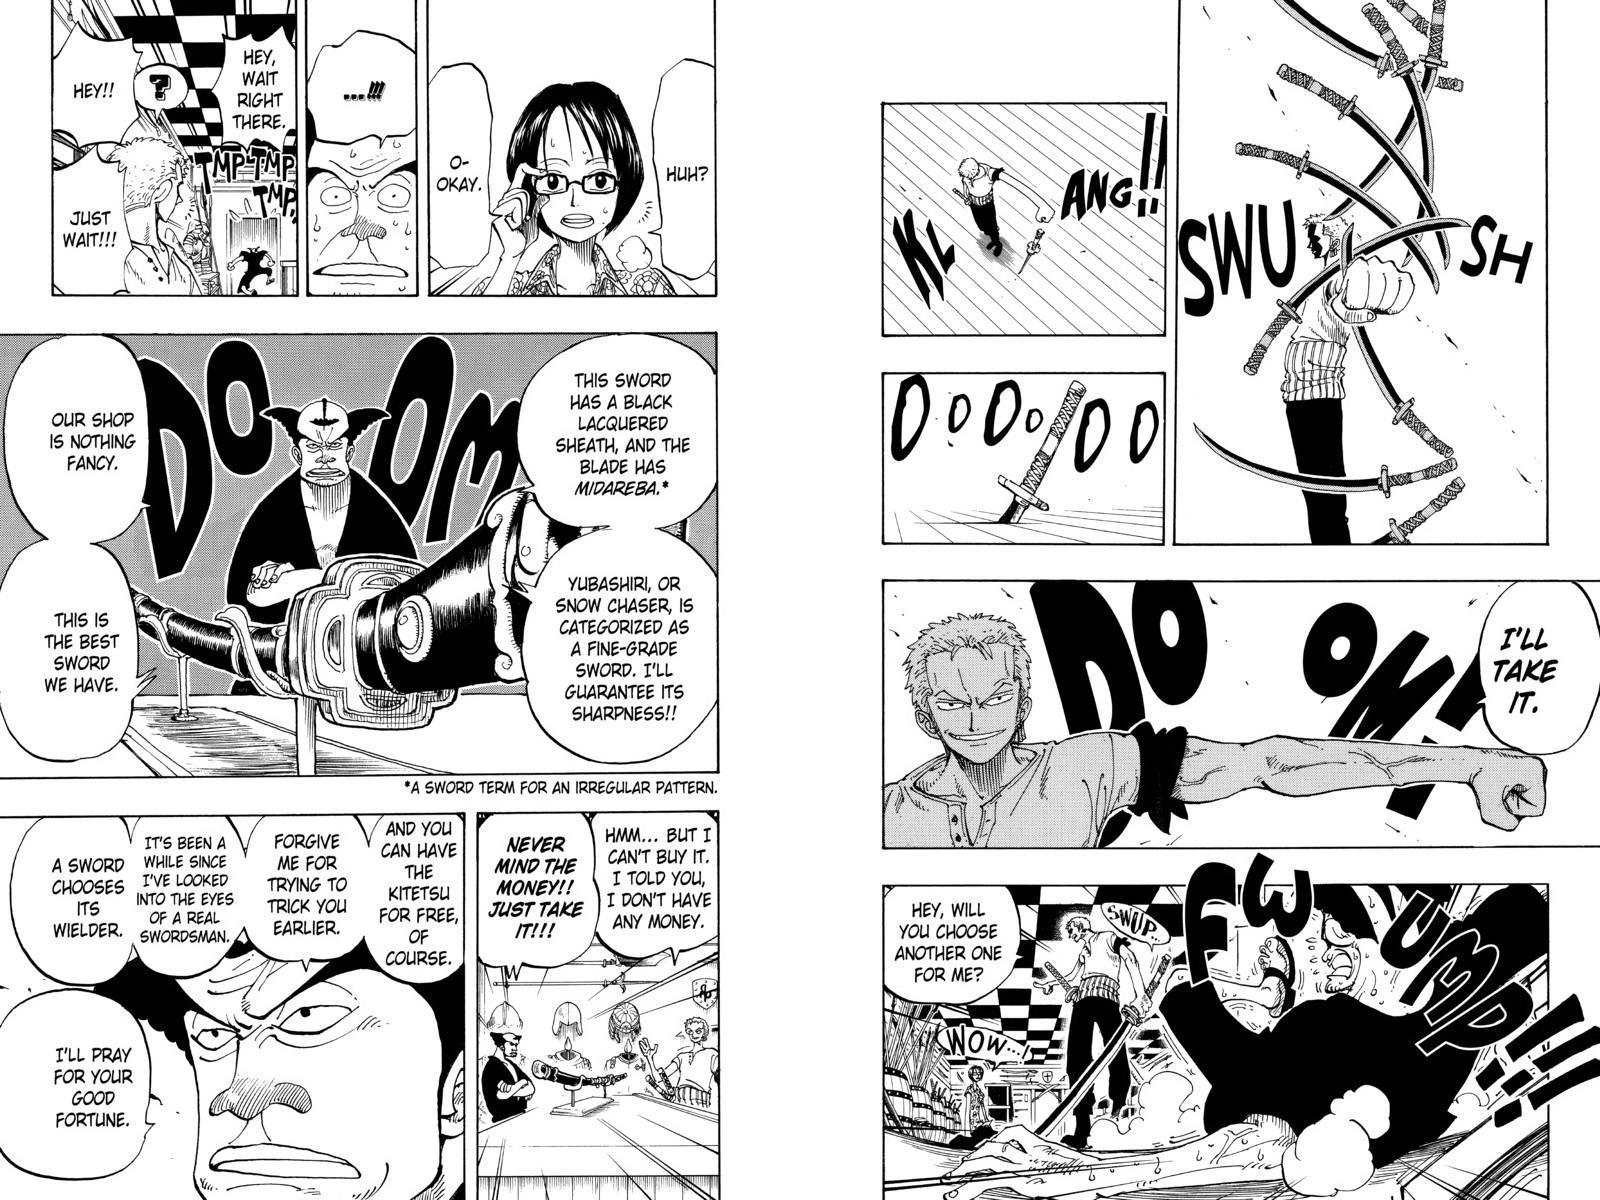 SWU
SH
KL
ANG!!
I'LL
TAKE
IT.
DO
OM!!
HEY, WILL
YOU CHOOSE
ANOTHER ONE
FOR ME?
SWUP..
WOW...!
FWUMP!!!
HUH?
O-
OKAY.
...!!!
HEY,
WAIT
RIGHT
THERE.
?
HEY!!
TMP TMP
TMP
JUST
WAIT!!!
THIS SWORD
HAS A BLACK
LACQUERED
SHEATH, AND THE
BLADE HAS
MIDAREBA.*
YUBASHIRI, OR
SNOW CHASER, IS
CATEGORIZED AS
A FINE-GRADE
SWORD. I'LL
GUARANTEE ITS
SHARPNESS!!
DO
OM
OUR SHOP
IS NOTHING
FANCY.
THIS IS
THE BEST
SWORD
WE HAVE.
*A SWORD TERM FOR AN IRREGULAR PATTERN.
HMM... BUT I
CAN'T BUY IT.
I TOLD YOU,
I DON'T HAVE
ANY MONEY.
NEVER
MIND THE
MONEY!!
JUST TAKE
IT!!!
AND YOU
CAN HAVE
THE
KITETSU
FOR FREE,
OF
COURSE.
FORGIVE
ME FOR
TRYING TO
TRICK YOU
EARLIER.
IT'S BEEN A
WHILE SINCE
I'VE LOOKED
INTO THE EYES
OF A REAL
SWORDSMAN.
A SWORD
CHOOSES
ITS
WIELDER.
I'LL PRAY
FOR YOUR
GOOD
FORTUNE.